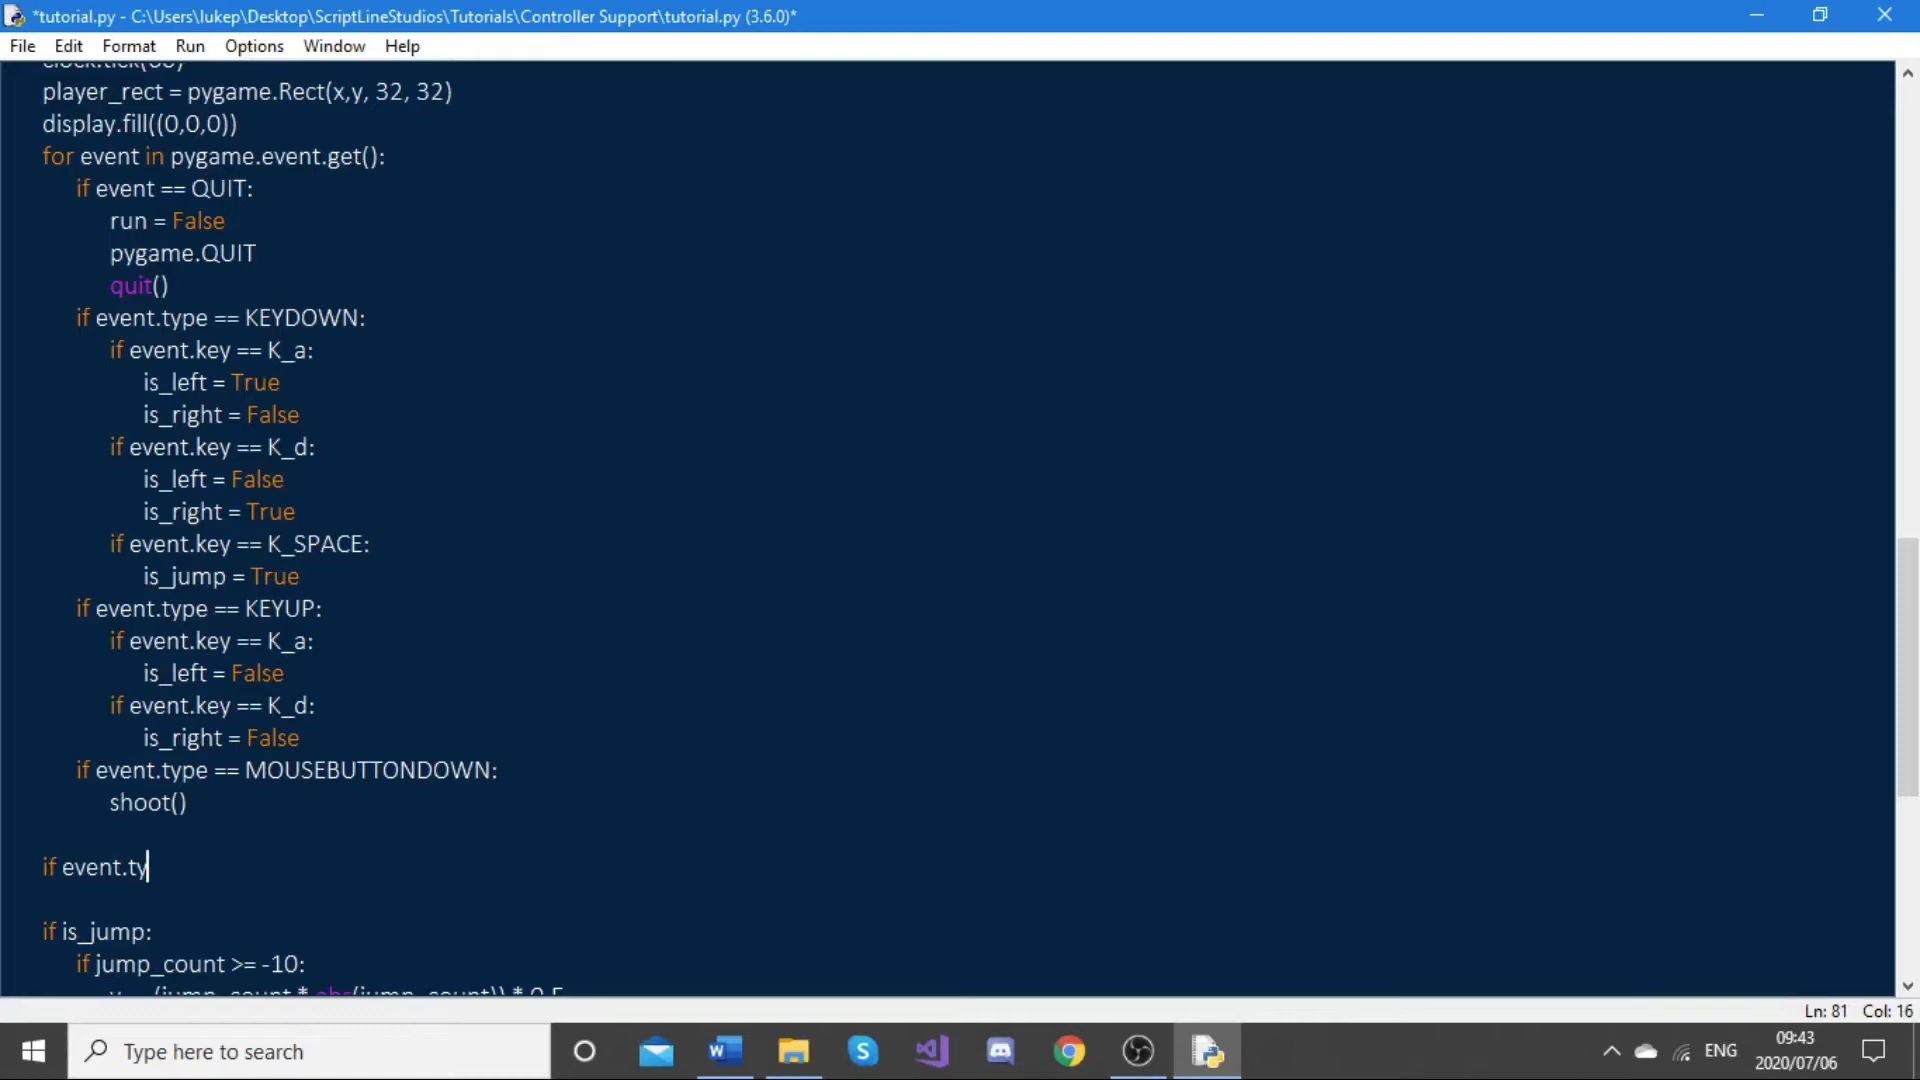 *tutorial.py - C:\Users\lukep\Desktop\ScriptLineStudios\Tutorials\Controller Support\tutorial.py (3.6.0)*
File Edit Format Run Options Window Help
player_rect = pygame.Rect(x,y, 32, 32)
display.fill((0,0,0))
for event in pygame.event.get():
if event == QUIT:
run = False
pygame.QUIT
quit()
if event.type == KEYDOWN:
if event.key == K_a:
is_left = True
is_right = False
if event.key == K_d:
is_left = False
is_right = True
if event.key == K_SPACE:
is_jump = True
if event.type == KEYUP:
if event.key == K_a:
is_left = False
if event.key == K_d:
is_right = False
if event.type == MOUSEBUTTONDOWN:
shoot()
if event.ty
if is_jump:
if jump_count >= -10:
Ln: 81 Col: 16
Type here to search
ENG
09:43
2020/07/06